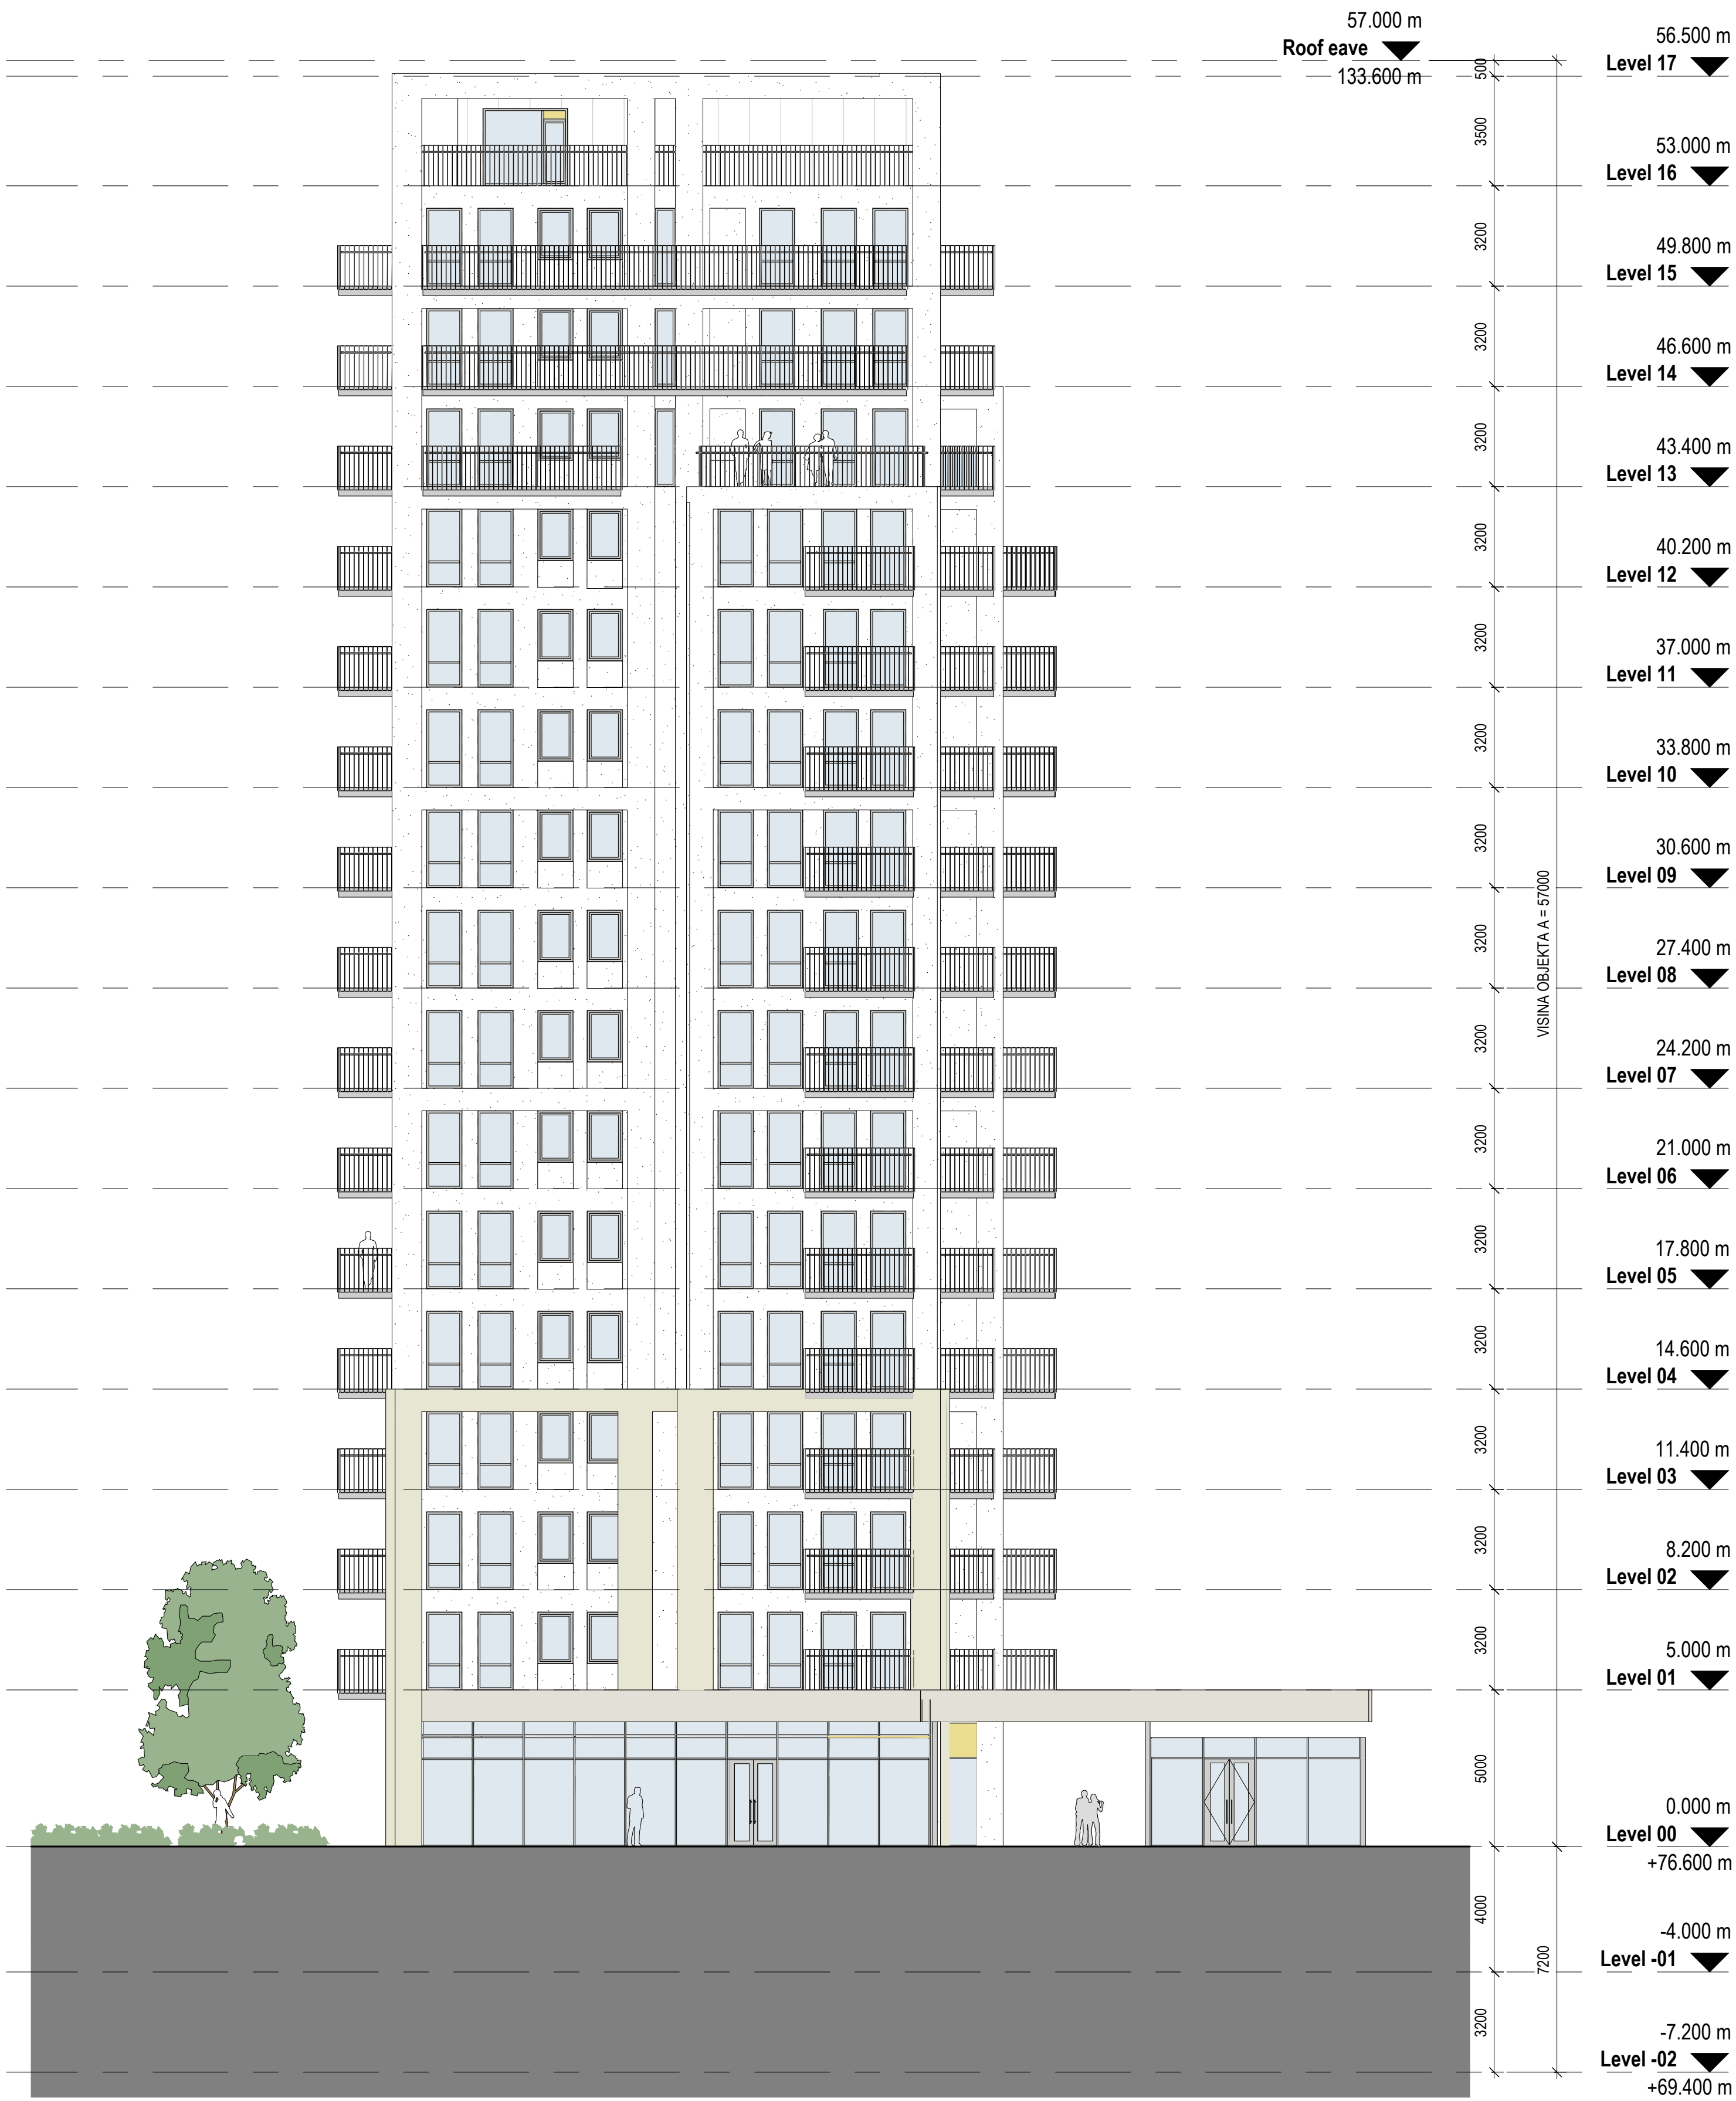 57.000 m
Roof eave
133.600 m
56.500 m
Level 17
500
3500
53.000 m
Level 16
3200
49.800 m
Level 15
3200
46.600 m
Level 14
3200
43.400 m
Level 13
3200
40.200 m
Level 12
3200
37.000 m
Level 11
3200
33.800 m
Level 10
3200
30.600 m
Level 09
VISINA OBJEKTA A = 57000
3200
27.400 m
Level 08
3200
24.200 m
Level 07
3200
21.000 m
Level 06
3200
17.800 m
Level 05
3200
14.600 m
Level 04
3200
11.400 m
Level 03
3200
8.200 m
Level 02
3200
5.000 m
Level 01
5000
0.000 m
Level 00
+76.600 m
4000
-4.000 m
Level -01
7200
3200
-7.200 m
Level -02
+69.400 m